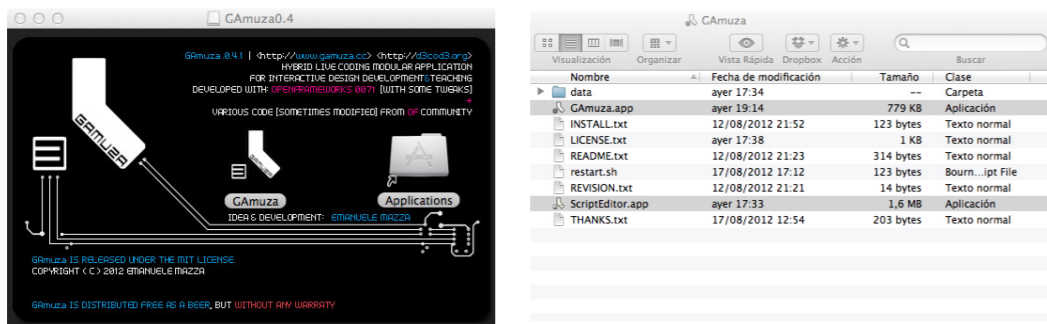 GAmuza0.4
GAmuza 0.4.1 | <http://www.gamuza.cc> <http://d3cod3.org>
HYBRID LIVE CODING MODULAR APPLICATION
FOR INTERACTIVE DESIGN DEVELOPMENT&TEACHING
DEVELOPED WITH: OPENFRAMEWORKS 0071 [WITH SOME TWEAKS]
+
VARIOUS CODE [SOMETIMES MODIFIED] FROM OF COMMUNITY
GAMUZA
GAmuza
Applications
IDEA & DEVELOPMENT: EMANUELE MAZZA
GAmuza IS RELEASED UNDER THE MIT LICENSE.
COPYRIGHT ( C ) 2012 EMANUELE MAZZA
GAmuza IS DISTRIBUTED FREE AS A BEER, BUT WITHOUT ANY WARRATY
GAmuza
Visualización Organizar Vista Rápida Dropbox Acción Buscar
Nombre Fecha de modificación Tamaño Clase
data ayer 17:34 -- Carpeta
GAmuza.app ayer 19:14 779 KB Aplicación
INSTALL.txt 12/08/2012 21:52 123 bytes Texto normal
LICENSE.txt ayer 17:38 1 KB Texto normal
README.txt 12/08/2012 21:23 314 bytes Texto normal
restart.sh 17/08/2012 17:12 123 bytes Bourn...ipt File
REVISION.txt 12/08/2012 21:21 14 bytes Texto normal
ScriptEditor.app ayer 17:33 1,6 MB Aplicación
THANKS.txt 17/08/2012 12:54 203 bytes Texto normal